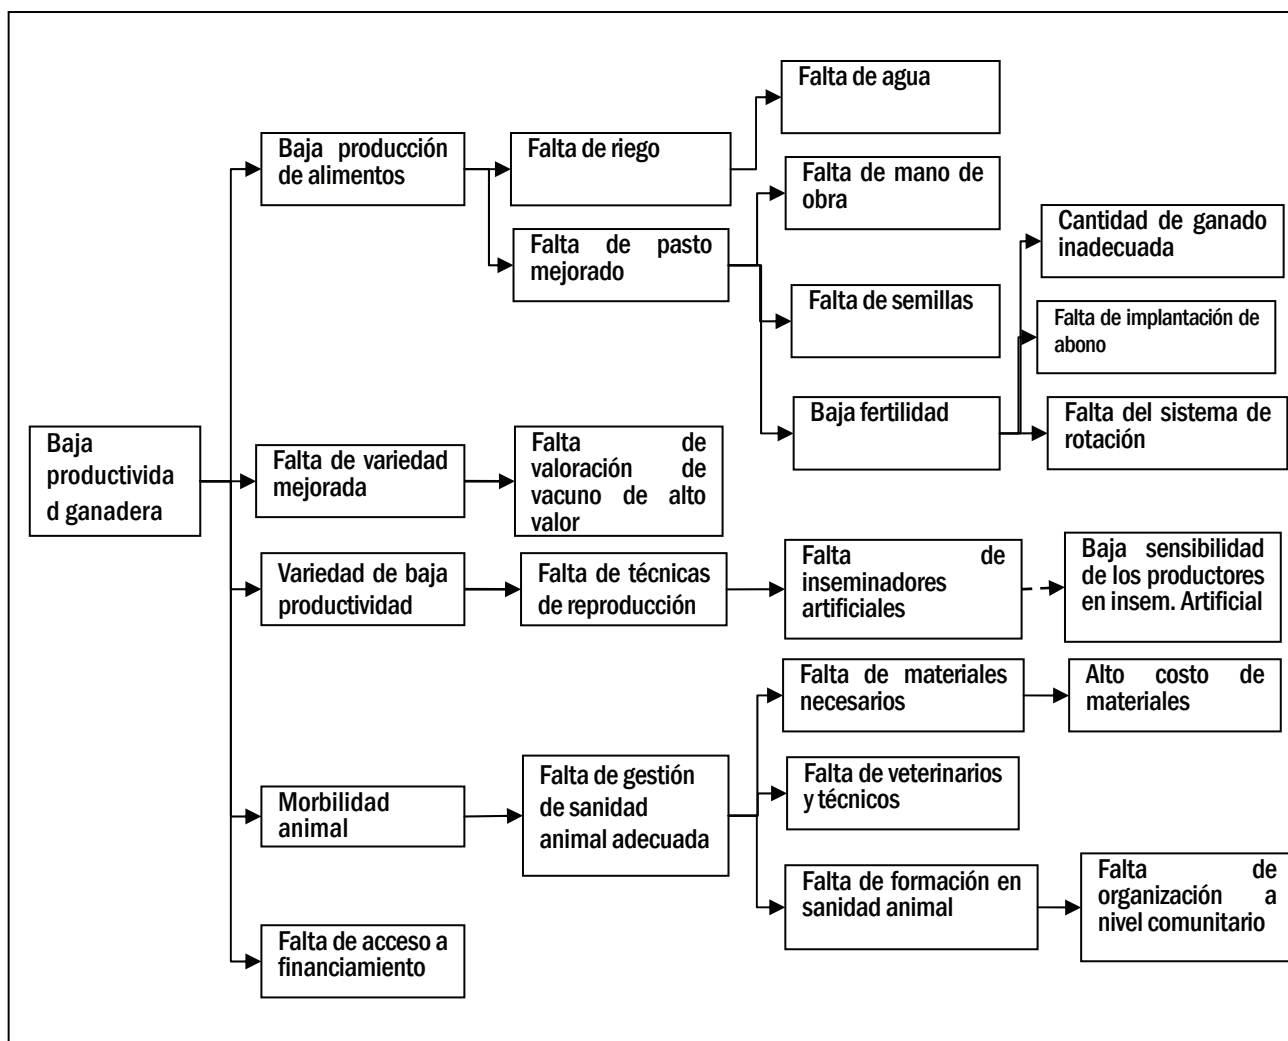 Falta de agua
Baja producción
de alimentos
Falta de riego
Falta de mano de
obra
Falta de pasto
mejorado
Cantidad de ganado
inadecuada
Falta de semillas
Falta de implantación de
abono
Baja fertilidad
Falta del sistema de
rotación
Baja
productivida
d ganadera
Falta de variedad
mejorada
Falta de
valoración de
vacuno de alto
valor
Variedad de baja
productividad
Falta de técnicas
de reproducción
Falta de
inseminadores
artificiales
Baja sensibilidad
de los productores
en insem. Artificial
Falta de materiales
necesarios
Alto costo de
materiales
Morbilidad
animal
Falta de gestión
de sanidad
animal adecuada
Falta de veterinarios
y técnicos
Falta de formación en
sanidad animal
Falta de
organización a
nivel comunitario
Falta de acceso a
financiamiento